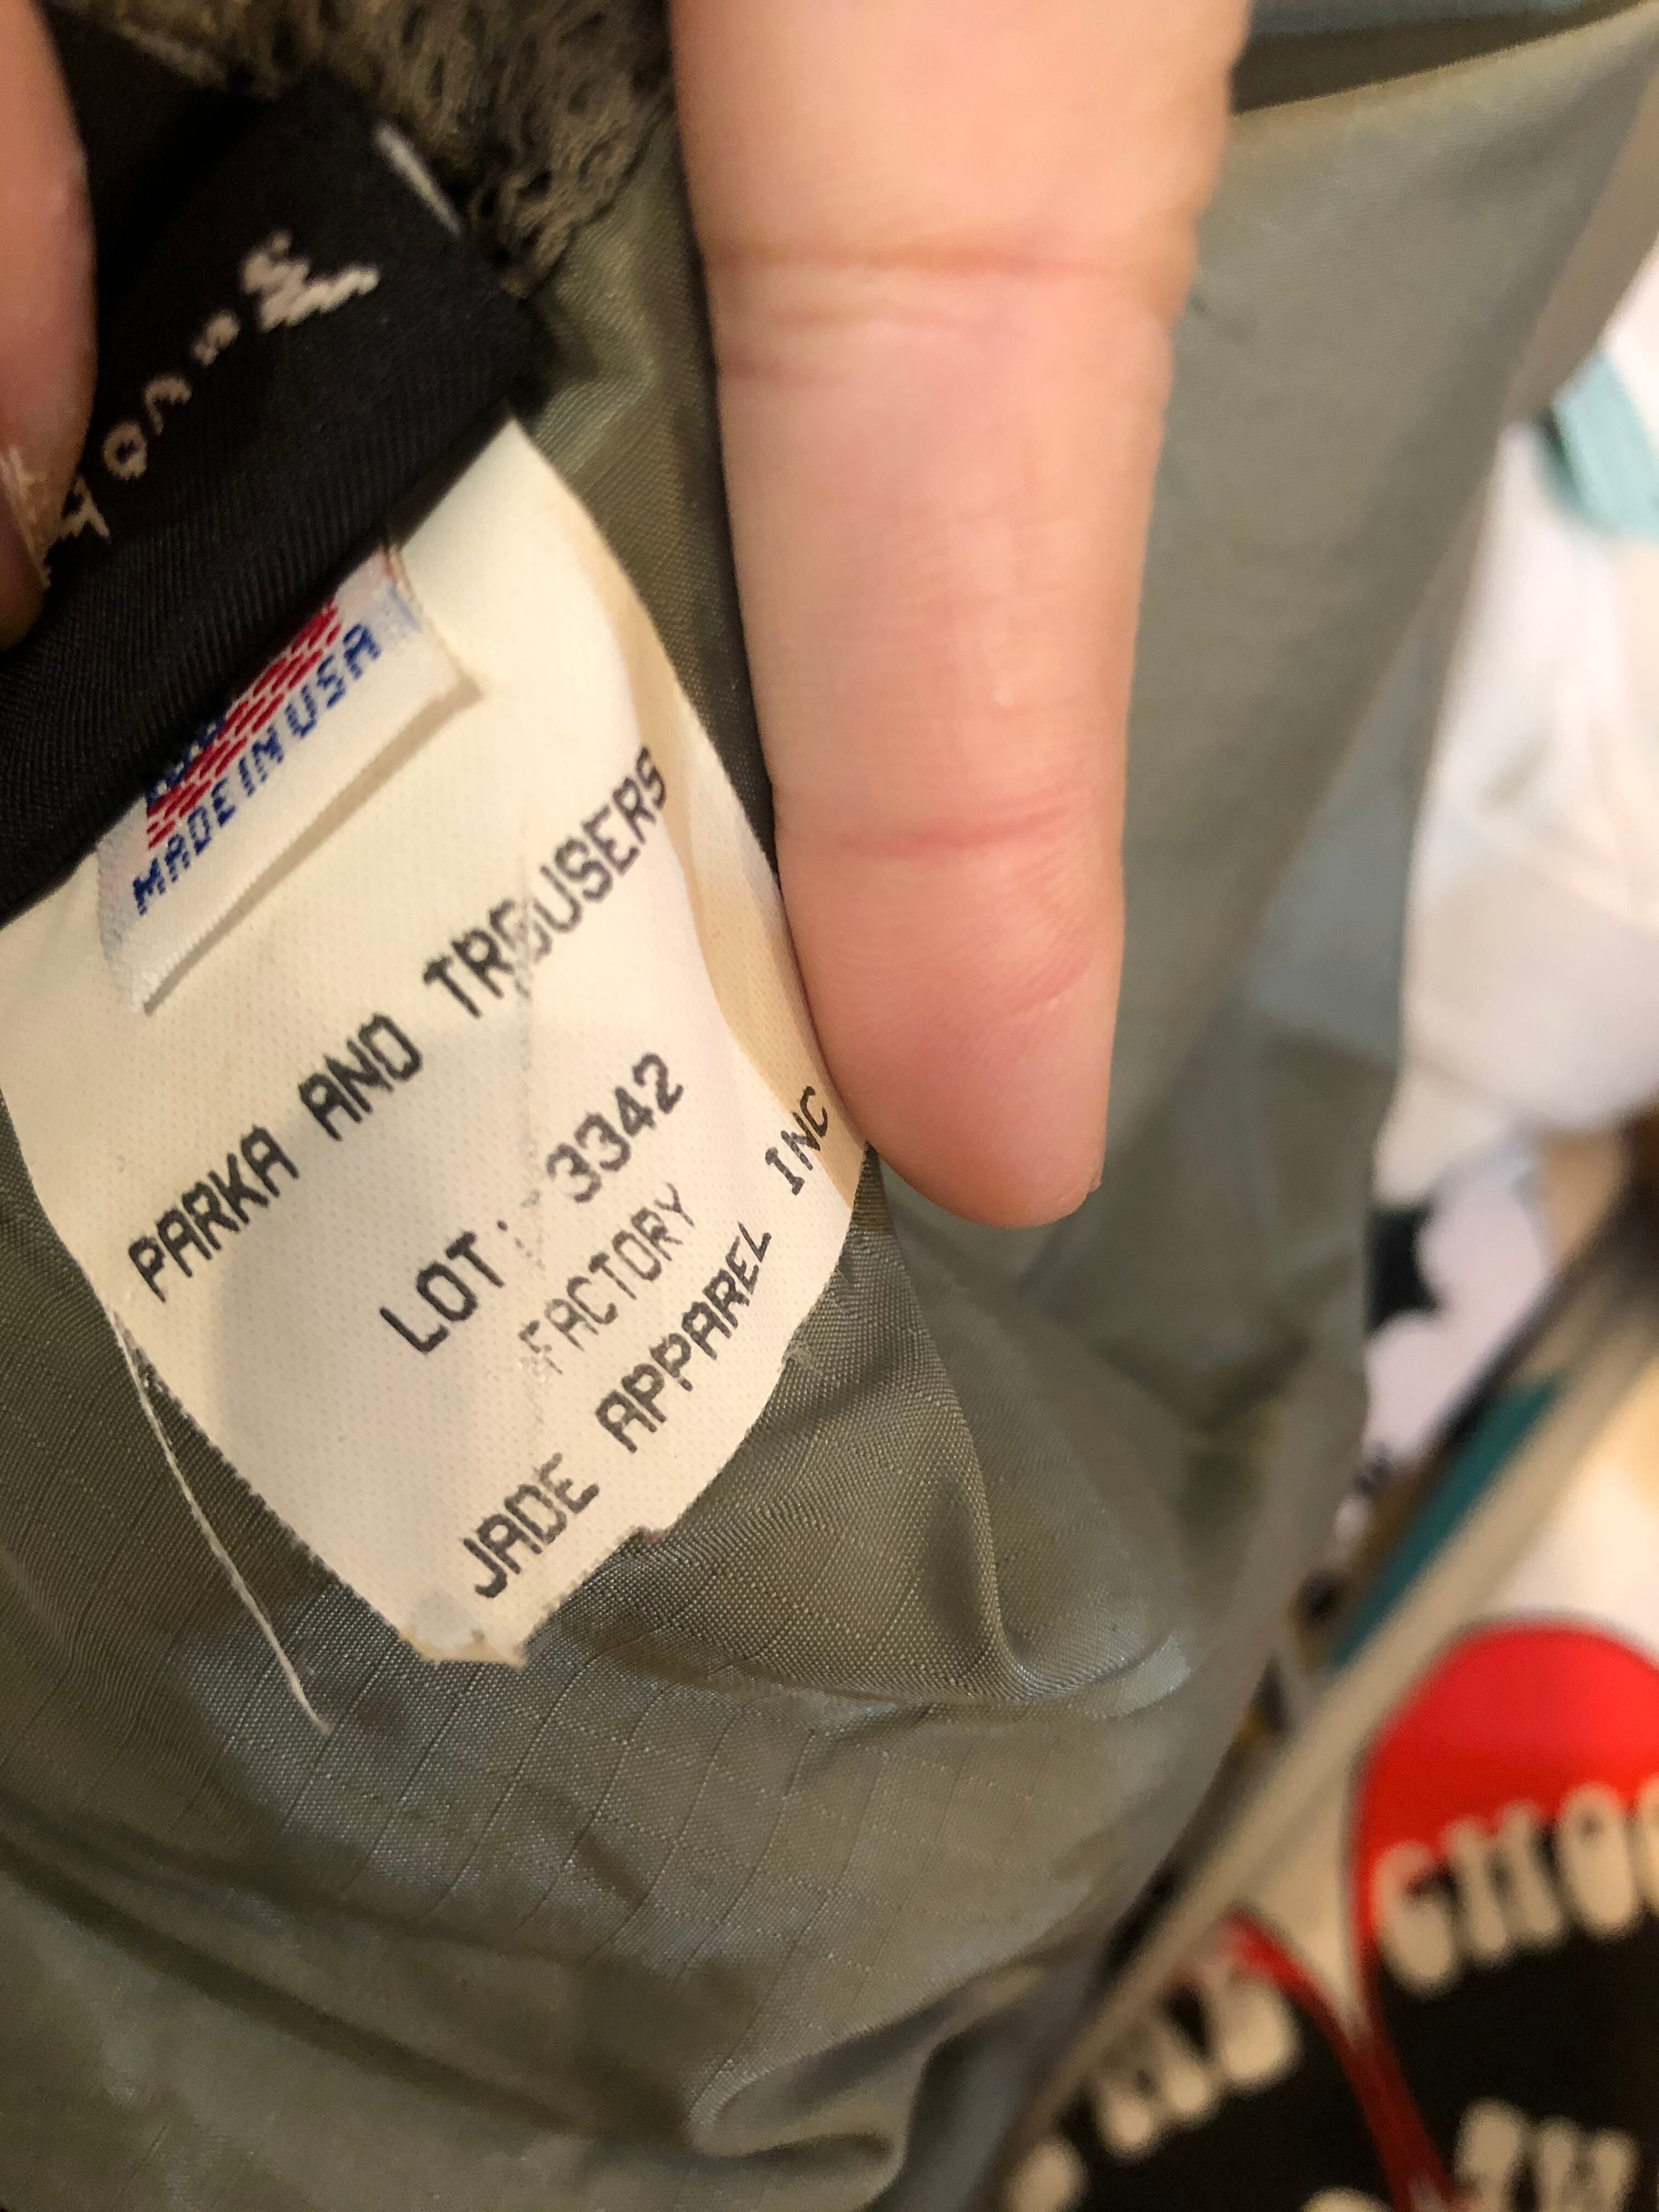 MADE IN USA
PARKA AND TROUSERS
LOT: 3342
FACTORY
JADE APPAREL INC